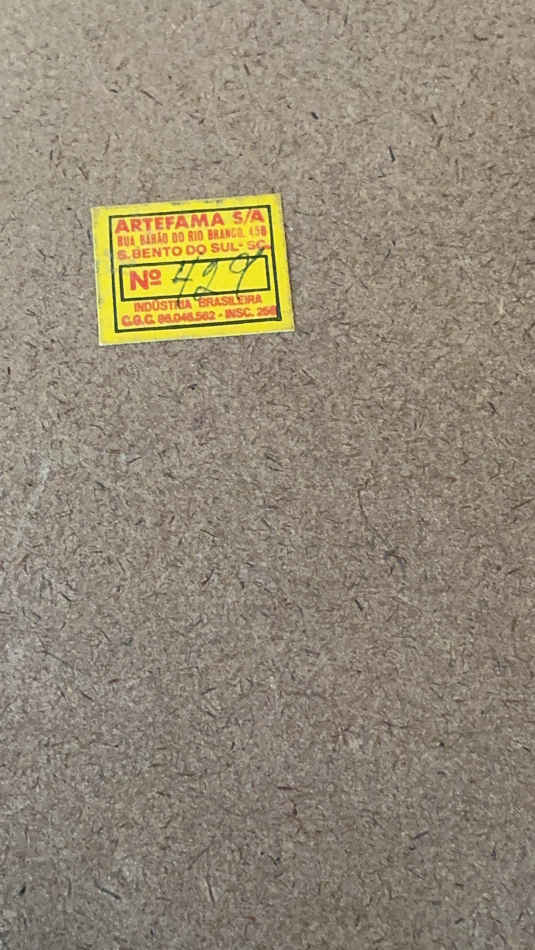 ARTEFAMA S/A
RUA BARÃO DO RIO BRANCO, 458
S. BENTO DO SUL - SC.
Nº 429
INDÚSTRIA BRASILEIRA
C.G.C. 86.046.562 - INSC. 256